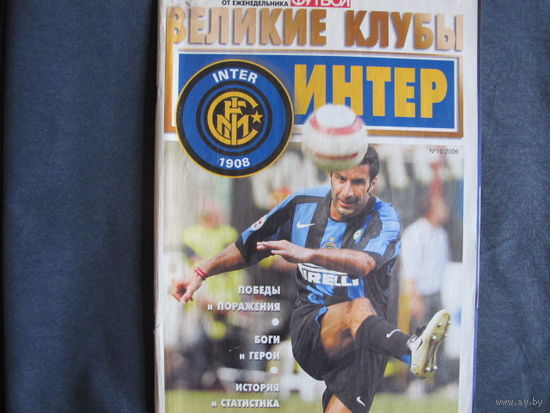 ОТ ЕЖЕНЕДЕЛЬНИКА ФУТБОЛ
ВЕЛИКИЕ КЛУБЫ
ИНТЕР
INTER
1908
№10-2006
PIRELLI
ПОБЕДЫ
И ПОРАЖЕНИЯ
БОГИ
И ГЕРОИ
ИСТОРИЯ
И СТАТИСТИКА
www.ay.by